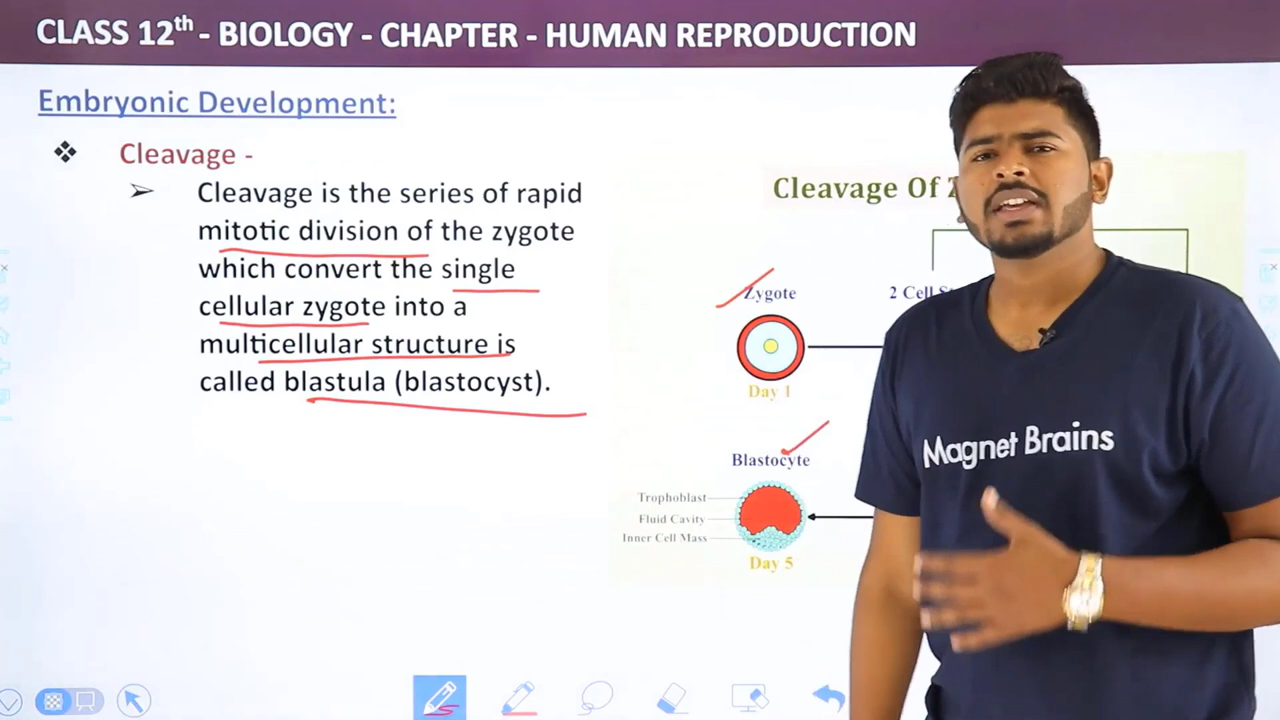 CLASS 12th - BIOLOGY - CHAPTER - HUMAN REPRODUCTION
Embryonic Development:
Cleavage -
Cleavage is the series of rapid
mitotic division of the zygote
which convert the single
cellular zygote into a
multicellular structure is
called blastula (blastocyst).
Cleavage Of
Zygote
2 Cell
Day 1
Blastocyte
Trophoblast
Fluid Cavity
Inner Cell Mass
Day 5
Magnet Brains